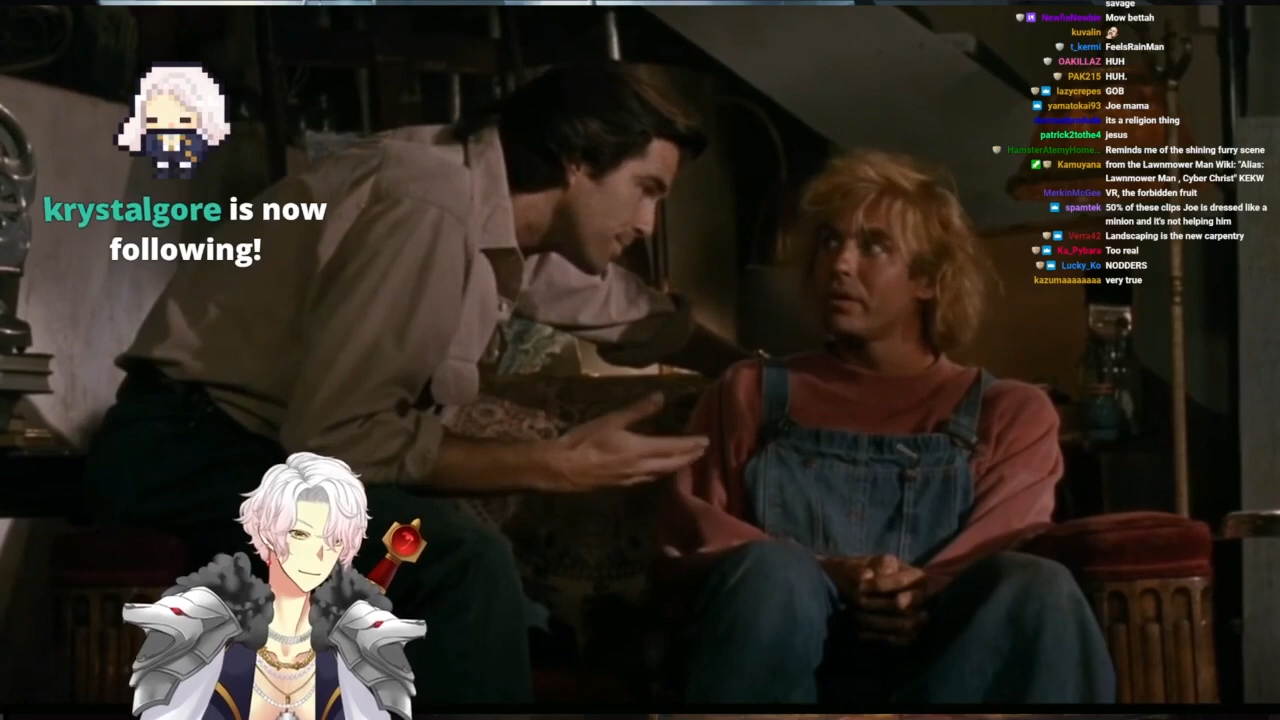 savage
NewfieNewbie Mow bettah
kuvalin
t_kermi FeelsRainMan
OAKILLAZ HUH
PAK215 HUH.
lazycrepes GOB
yamatokai93 Joe mama
its a religion thing
patrick2tothe4 jesus
HamsterAtemyHome... Reminds me of the shining furry scene
Kamuyana from the Lawnmower Man Wiki: "Alias:
Lawnmower Man , Cyber Christ" KEKW
MerkinMcGee VR, the forbidden fruit
spamtek 50% of these clips Joe is dressed like a
minion and it's not helping him
Verra42 Landscaping is the new carpentry
Ka_Pybara Too real
Lucky_Ko NODDERS
kazumaaaaaaaa very true
krystalgore is now
following!